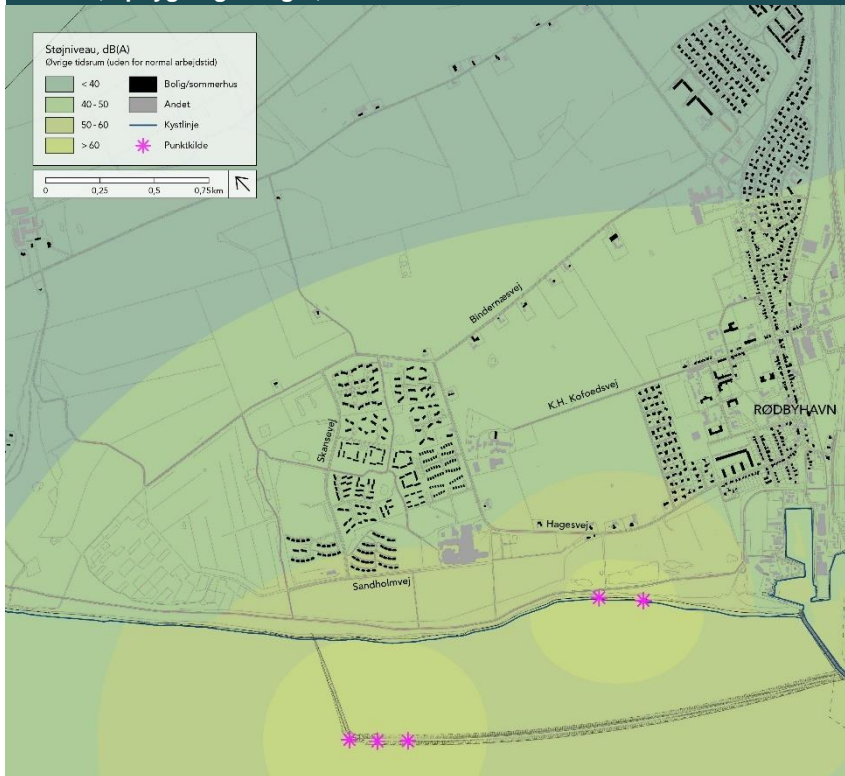 Støjniveau, dB(A)
Øvrige tidsrum (uden for normal arbejdstid)
< 40
Bolig/sommerhus
40 - 50
Andet
50 - 60
Kystlinje
> 60
Punktkilde
0 0,25 0,5 0,75km
Bindernæsvej
K.H. Kofoedsvej
RØDBYHAVN
Skansevej
Hagesvej
Sandholmvej